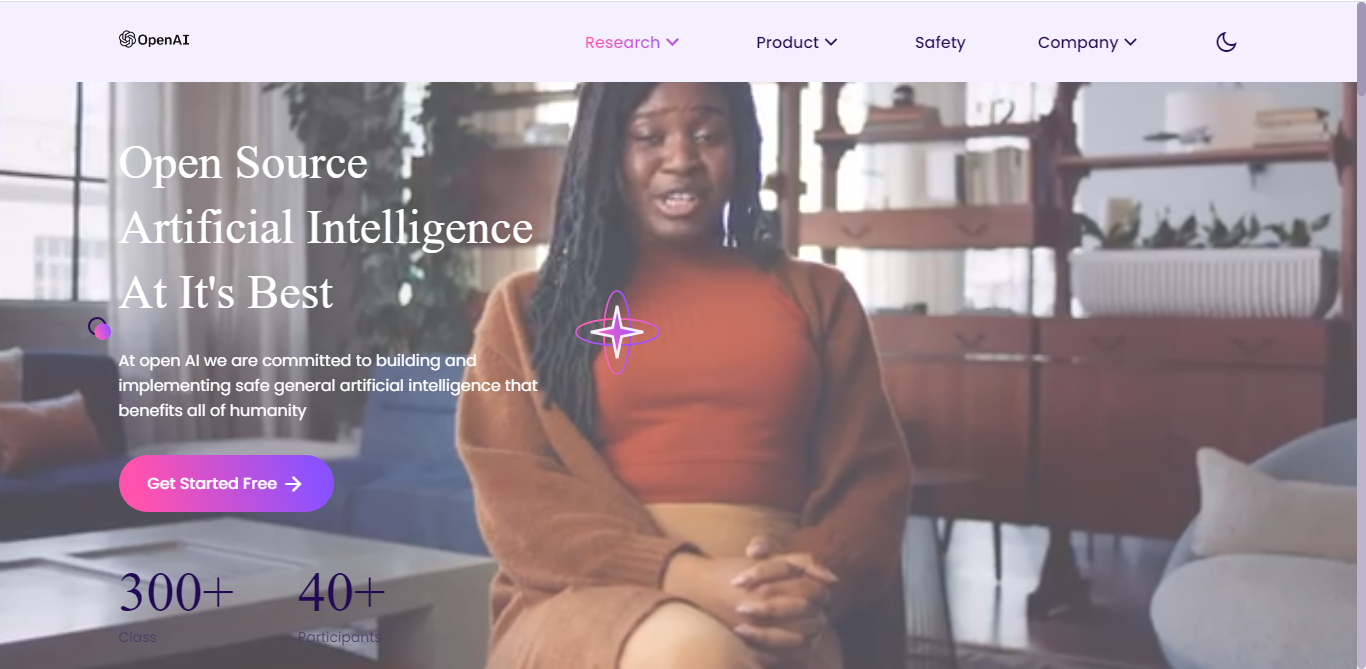 OpenAI
Research
Product
Safety
Company
Open Source
Artificial Intelligence
At It's Best
At open AI we are committed to building and
implementing safe general artificial intelligence that
benefits all of humanity
Get Started Free
300+ 40+
Class Participants